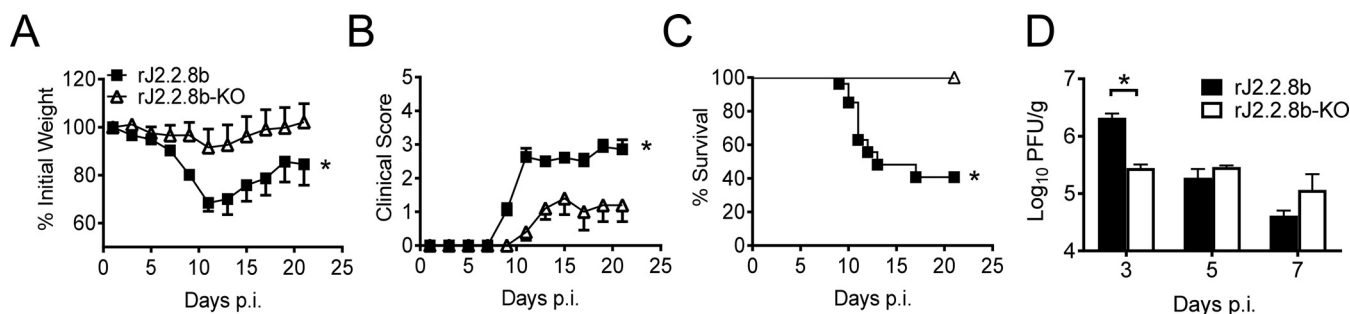 A
rJ2.2.8b
rJ2.2.8b-KO
% Initial Weight
120
100
80
60
0 5 10 15 20 25
*
Days p.i.
B
Clinical Score
5
4
3
2
1
0
0 5 10 15 20 25
*
Days p.i.
C
% Survival
100
80
60
40
20
0
0 5 10 15 20 25
*
Days p.i.
D
rJ2.2.8b
rJ2.2.8b-KO
*
Log10 PFU/g
7
6
5
4
3 5 7
Days p.i.